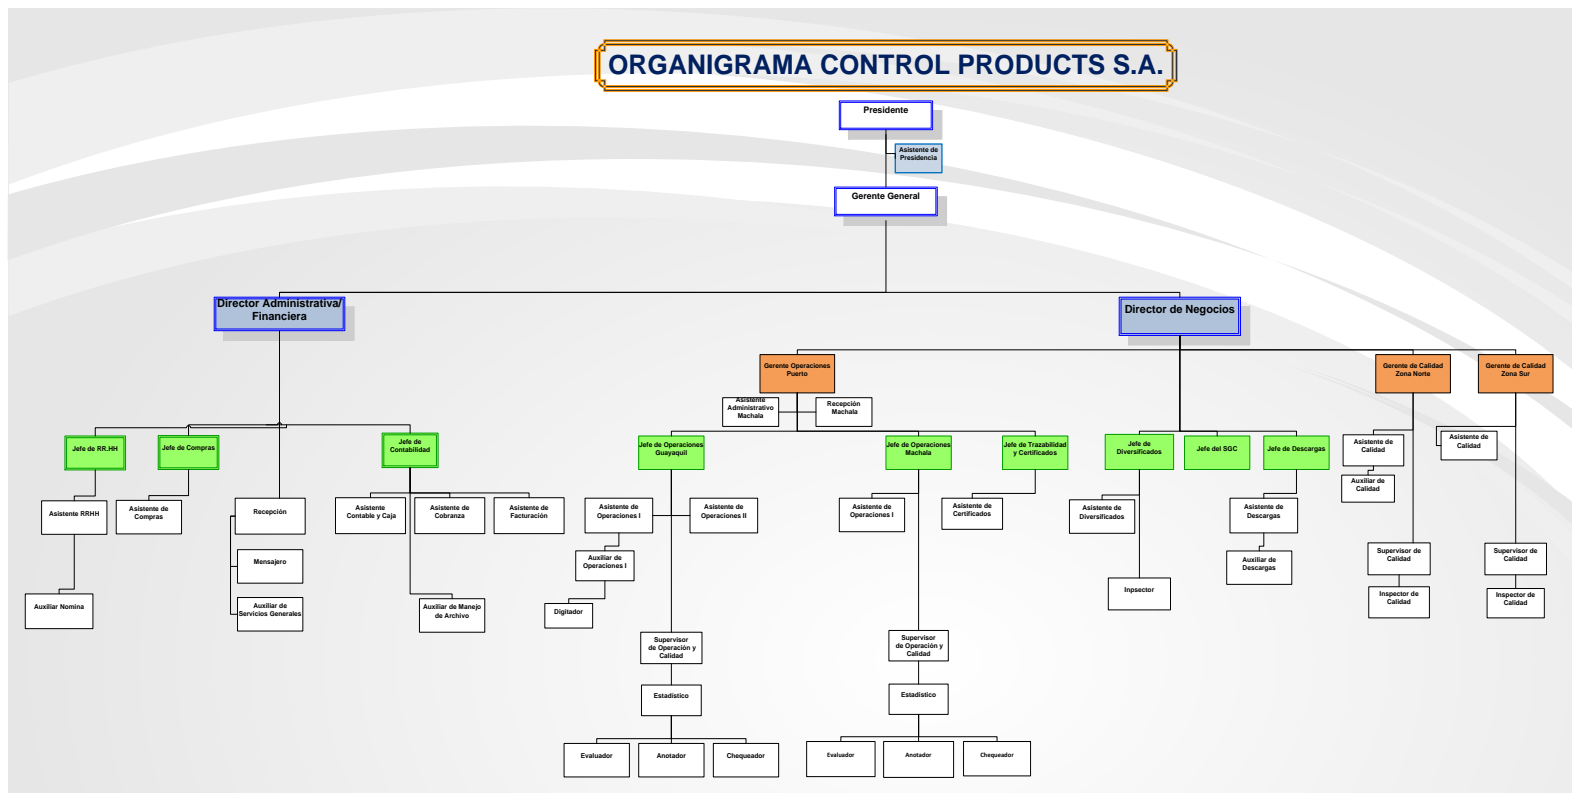 ORGANIGRAMA CONTROL PRODUCTS S.A.
Presidente
Asistente de
Presidencia
Gerente General
Director Administrativa/
Financiera
Director de Negocios
Gerente Operaciones
Puerto
Gerente de Calidad
Zona Norte
Gerente de Calidad
Zona Sur
Asistente
Administrativo
Machala
Recepción
Machala
Jefe de RR.HH
Jefe de Compras
Jefe de
Contabilidad
Jefe de Operaciones
Guayaquil
Jefe de Operaciones
Machala
Jefe de Trazabilidad
y Certificados
Jefe de
Diversificados
Jefe del SGC
Jefe de Descargas
Asistente de
Calidad
Asistente de
Calidad
Auxiliar de
Calidad
Asistente RRHH
Asistente de
Compras
Recepción
Asistente
Contable y Caja
Asistente de
Cobranza
Asistente de
Facturación
Asistente de
Operaciones I
Asistente de
Operaciones II
Asistente de
Operaciones I
Asistente de
Certificados
Asistente de
Diversificados
Asistente de
Descargas
Mensajero
Auxiliar de
Operaciones I
Auxiliar de
Descargas
Supervisor de
Calidad
Supervisor de
Calidad
Auxiliar Nomina
Auxiliar de
Servicios Generales
Auxiliar de Manejo
de Archivo
Digitador
Inpsector
Inspector de
Calidad
Inspector de
Calidad
Supervisor
de Operación y
Calidad
Supervisor
de Operación y
Calidad
Estadístico
Estadistico
Evaluador
Anotador
Chequeador
Evaluador
Anotador
Chequeador